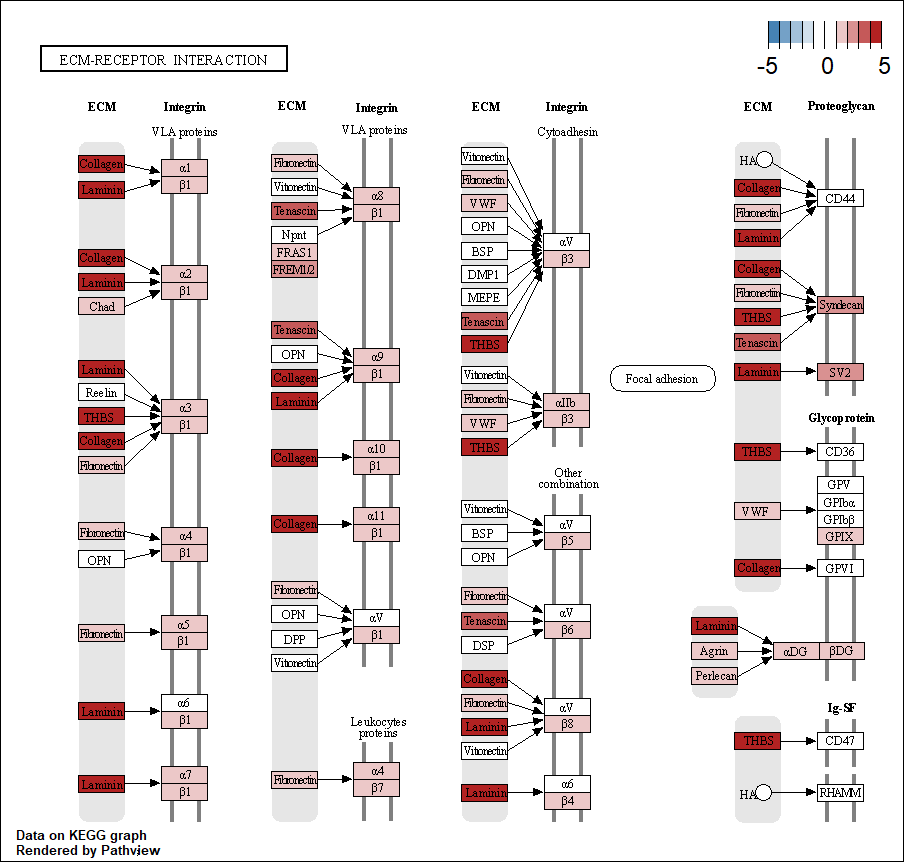 -5 0 5
ECM-RECEPTOR INTERACTION
ECM Integrin
VLA proteins
Collagen
Laminin
α1
β1
Collagen
Laminin
Chad
α2
β1
Laminin
Reelin
THBS
Collagen
Fibronectin
α3
β1
Fibronectin
OPN
α4
β1
Fibronectin
α5
β1
Laminin
α6
β1
Laminin
α7
β1
ECM Integrin
VLA proteins
Fibronectin
Vitronectin
Tenascin
Npnt
FRAS1
FREM1/2
α8
β1
Tenascin
OPN
Collagen
Laminin
α9
β1
Collagen
α10
β1
Collagen
α11
β1
Fibronectin
OPN
DPP
Vitronectin
αV
β1
Leukocytes
proteins
Fibronectin
α4
β7
ECM Integrin
Cytoadhesin
Vitronectin
Fibronectin
VWF
OPN
BSP
DMP1
MEPE
Tenascin
THBS
αV
β3
Vitronectin
Fibronectin
VWF
THBS
αIIb
β3
Other
combination
Vitronectin
BSP
OPN
αV
β5
Fibronectin
Tenascin
DSP
αV
β6
Collagen
Fibronectin
Laminin
Vitronectin
αV
β8
Laminin
α6
β4
Focal adhesion
ECM Proteoglycan
HA
Collagen
Fibronectin
Laminin
CD44
Collagen
Fibronectin
THBS
Tenascin
Syndecan
Laminin
SV2
Glycoprotein
THBS
CD36
VWF
GPV
GPIbα
GPIbβ
GPIX
Collagen
GPVI
Laminin
Agrin
Perlecan
αDG βDG
Ig-SF
THBS
CD47
HA
RHAMM
Data on KEGG graph
Rendered by Pathview